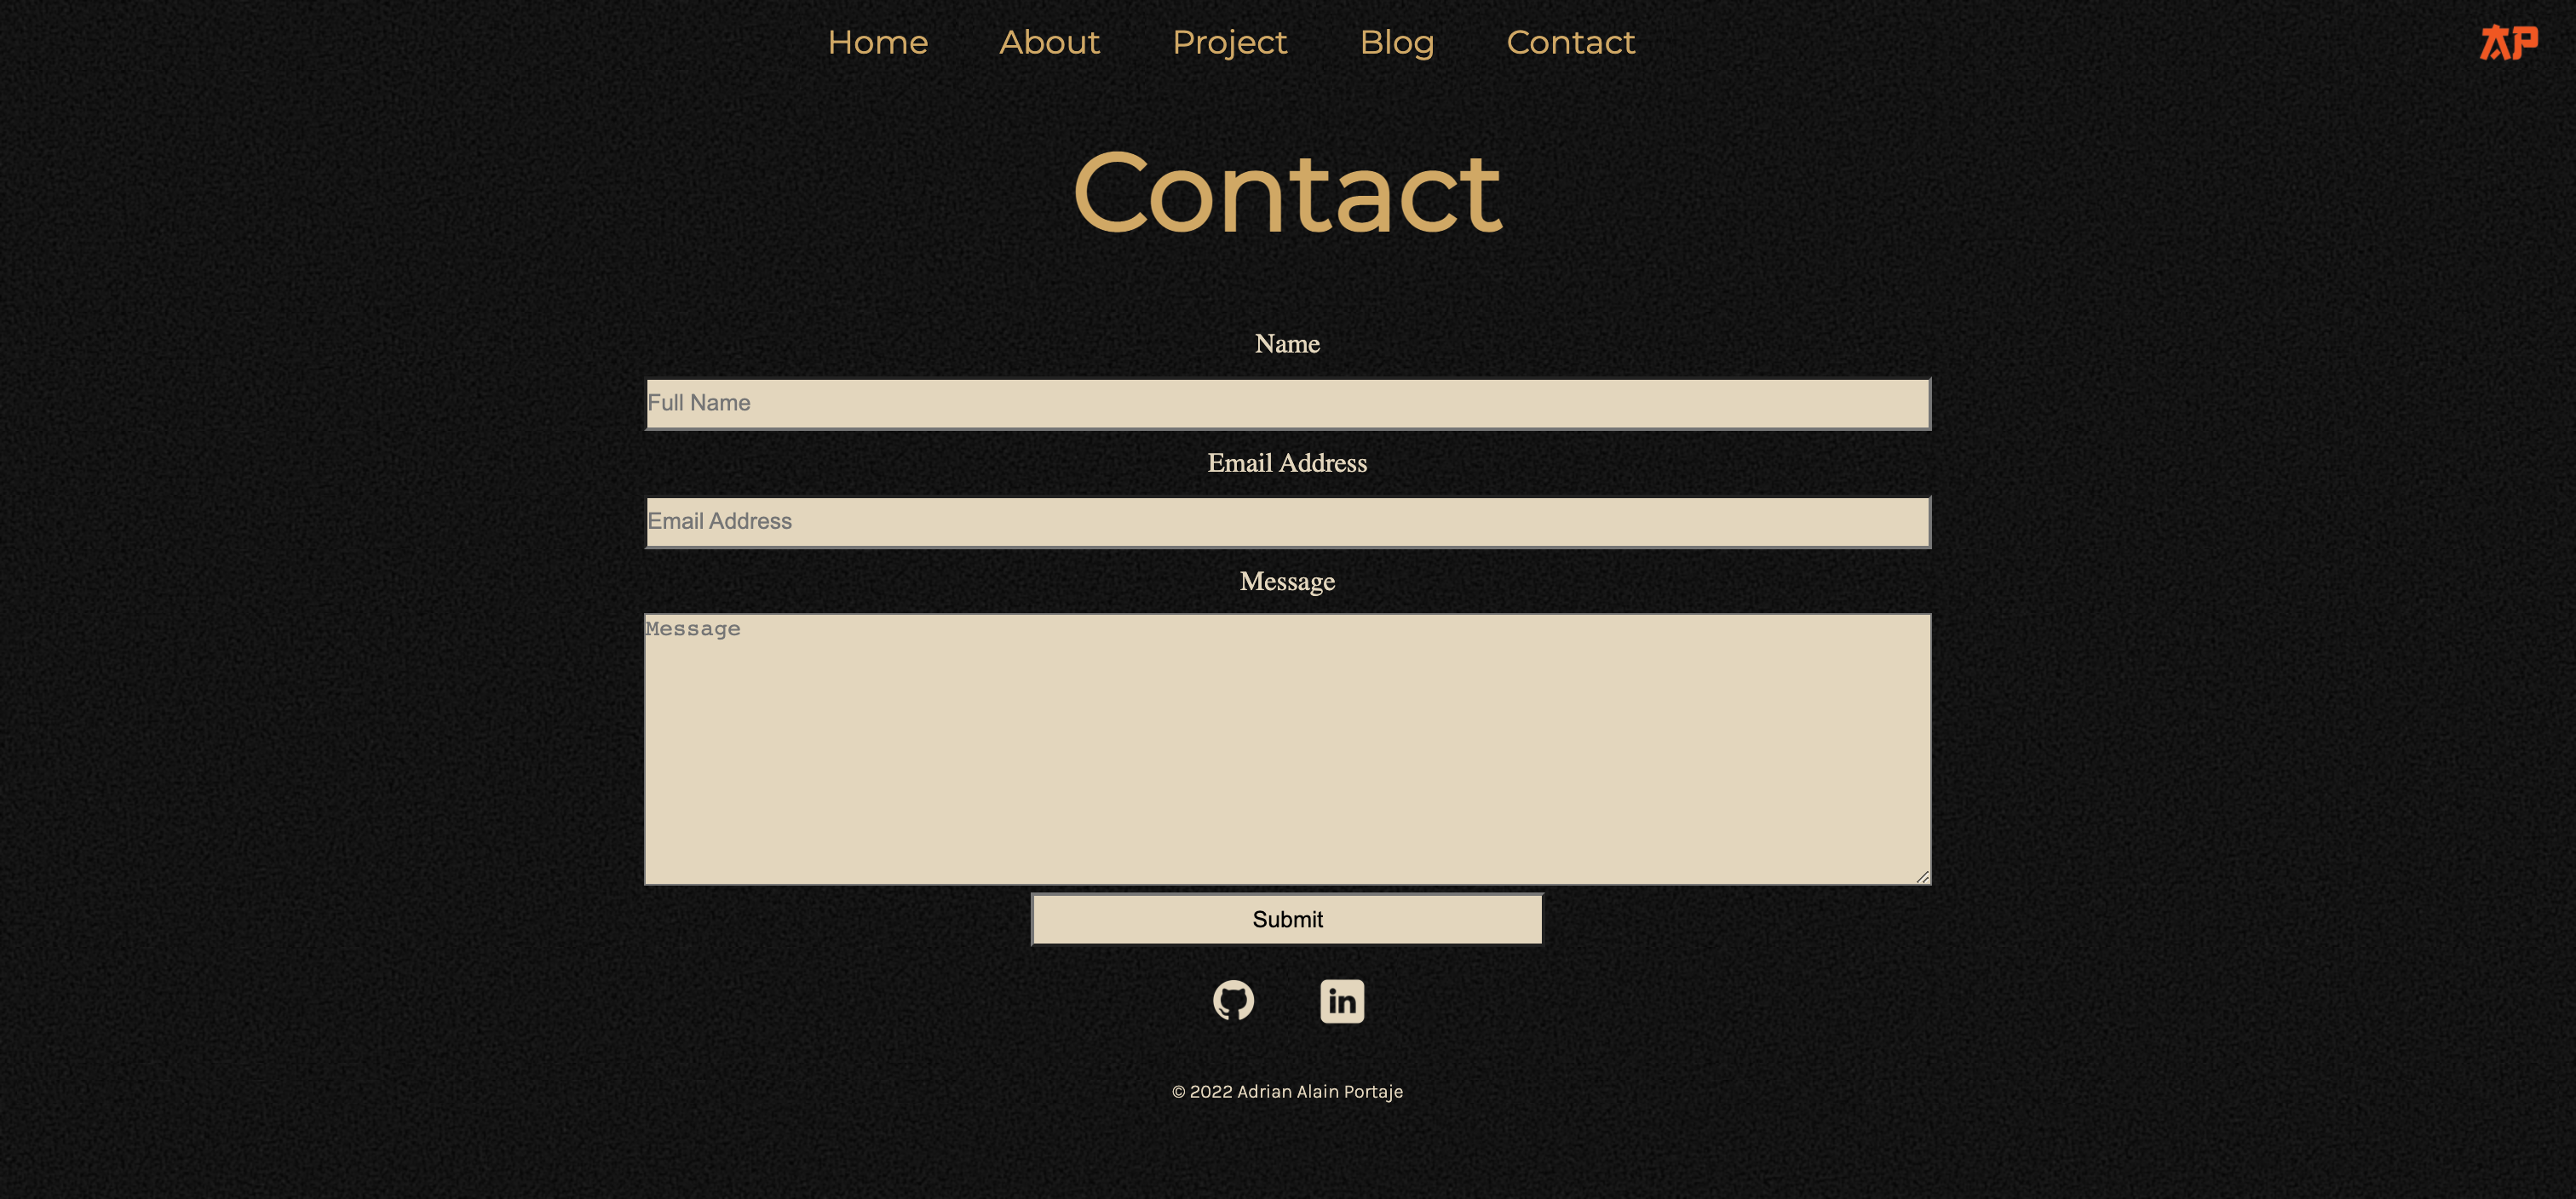 Home About Project Blog Contact AP
Contact
Name
Full Name
Email Address
Email Address
Message
Message
Submit
in
© 2022 Adrian Alain Portaje